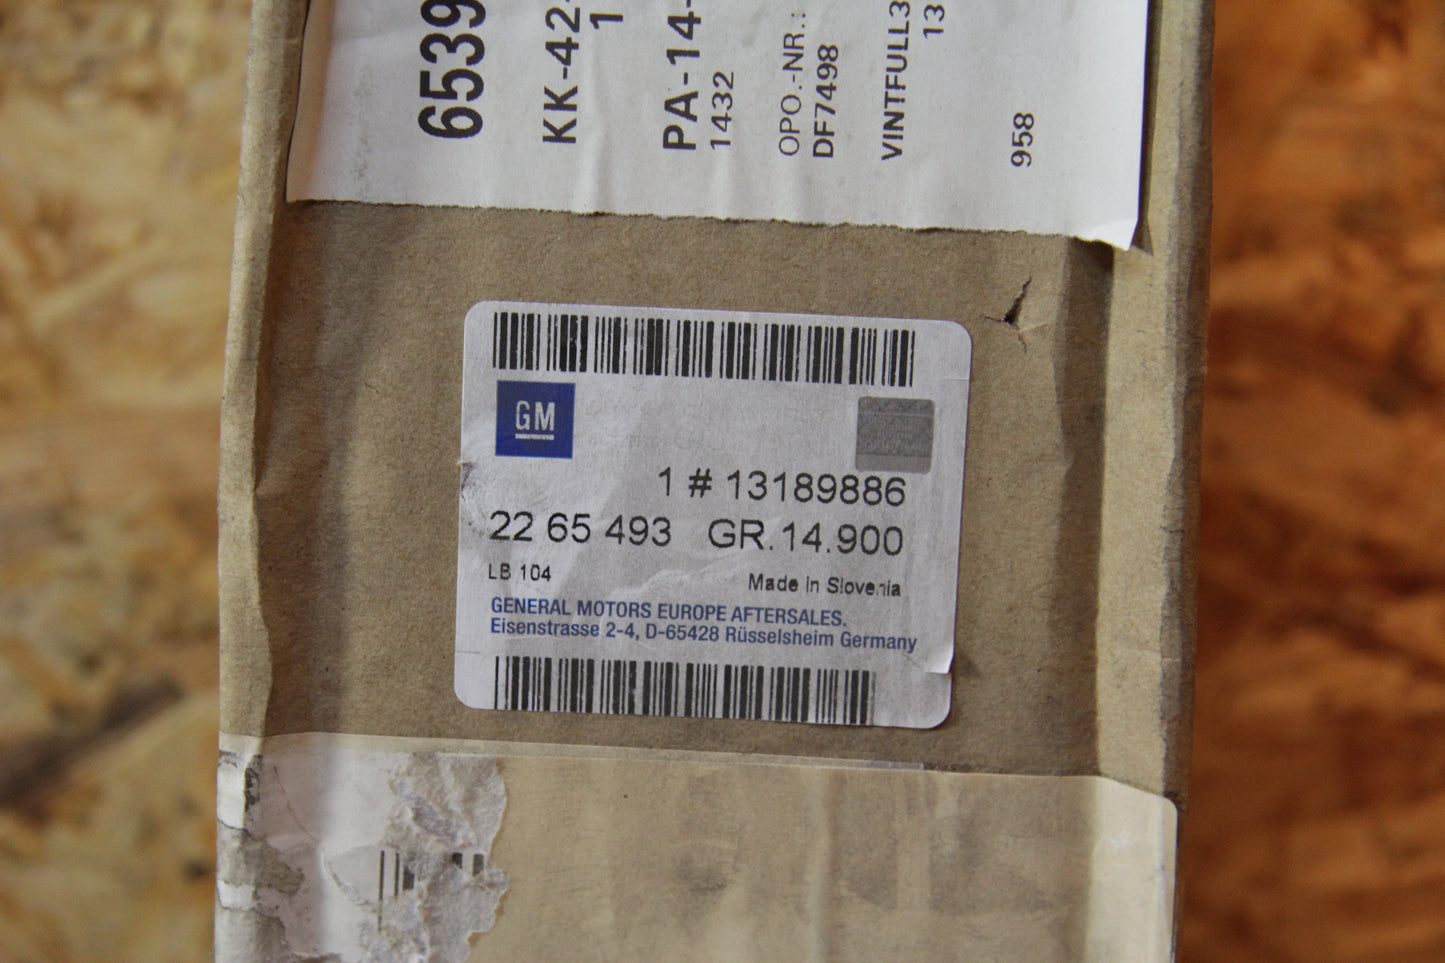 6539
KK-42-
1
PA-14-
1432
OPO.-NR.:
DF7498
VINTFULL3
13
958
GM
1 # 13189886
22 65 493 GR.14.900
LB 104 Made in Slovenia
GENERAL MOTORS EUROPE AFTERSALES.
Eisenstrasse 2-4, D-65428 Rüsselsheim Germany